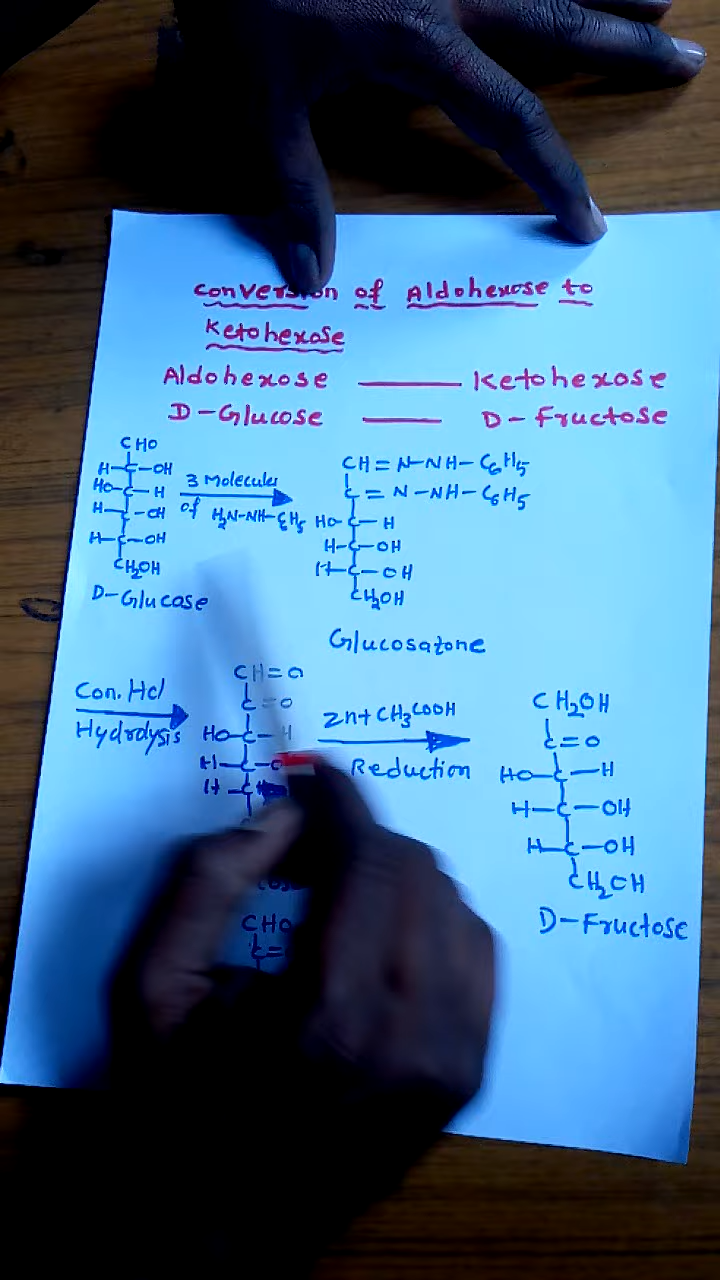 Conversion of Aldohexose to
Ketohexose
Aldohexose — Ketohexose
D-Glucose — D-Fructose
CHO
H-C-OH
HO-C-H
H-C-OH
H-C-OH
CH2OH
D-Glucose
3 Molecules
of H2N-NH-C6H5
CH=N-NH-C6H5
C=N-NH-C6H5
HO-C-H
H-C-OH
H-C-OH
CH2OH
Glucosazone
Con. Hcl
Hydrolysis
CH=O
C=O
HO-C-H
H-C-
H-C-
Zn+CH3COOH
Reduction
CH2OH
C=O
HO-C-H
H-C-OH
H-C-OH
CH2OH
D-Fructose
CHO
C=